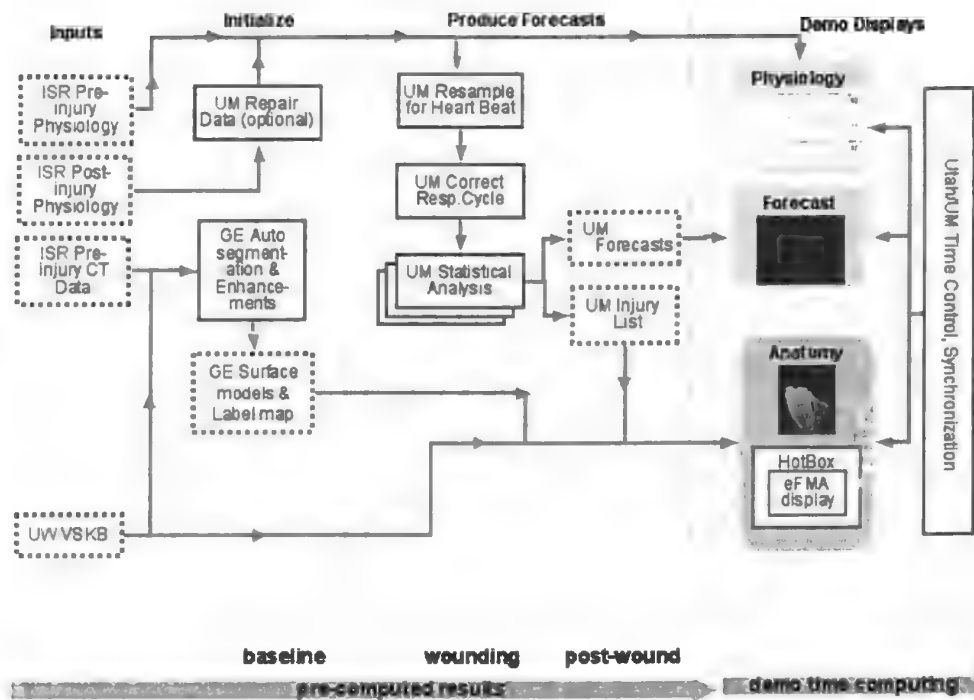 Inputs
Initialize
Produce Forecasts
Demo Displays
ISR Pre-
injury
Physiology
ISR Post-
injury
Physiology
ISR Pre-
injury CT
Data
UW VSKB
UM Repair
Data (optional)
GE Auto
segment-
ation &
Enhance-
ments
GE Surface
models &
Label map
UM Resample
for Heart Beat
UM Correct
Resp. Cycle
UM Statistical
Analysis
UM
Forecasts
UM Injury
List
Physiology
Forecast
Anatomy
HotBox
eFMA
display
Utah/UM Time Control, Synchronization
baseline
wounding
post-wound
pre-computed results
demo time computing